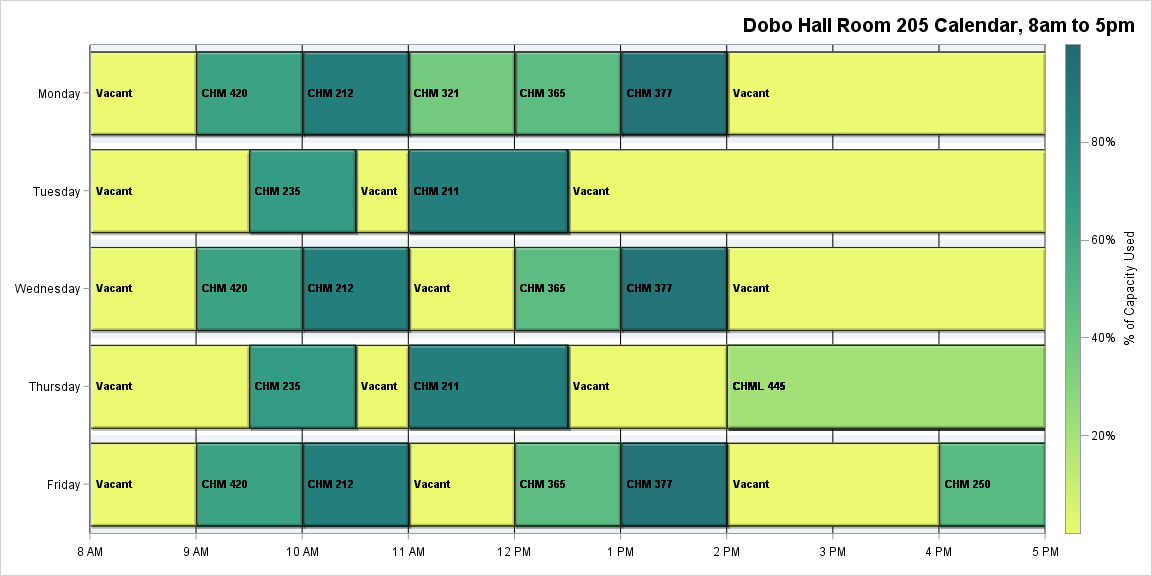 Dobo Hall Room 205 Calendar, 8am to 5pm
Monday Vacant CHM 420 CHM 212 CHM 321 CHM 365 CHM 377 Vacant
Tuesday Vacant CHM 235 Vacant CHM 211 Vacant
Wednesday Vacant CHM 420 CHM 212 Vacant CHM 365 CHM 377 Vacant
Thursday Vacant CHM 235 Vacant CHM 211 Vacant CHML 445
Friday Vacant CHM 420 CHM 212 Vacant CHM 365 CHM 377 Vacant CHM 250
8 AM 9 AM 10 AM 11 AM 12 PM 1 PM 2 PM 3 PM 4 PM 5 PM
80%
60%
40%
20%
% of Capacity Used